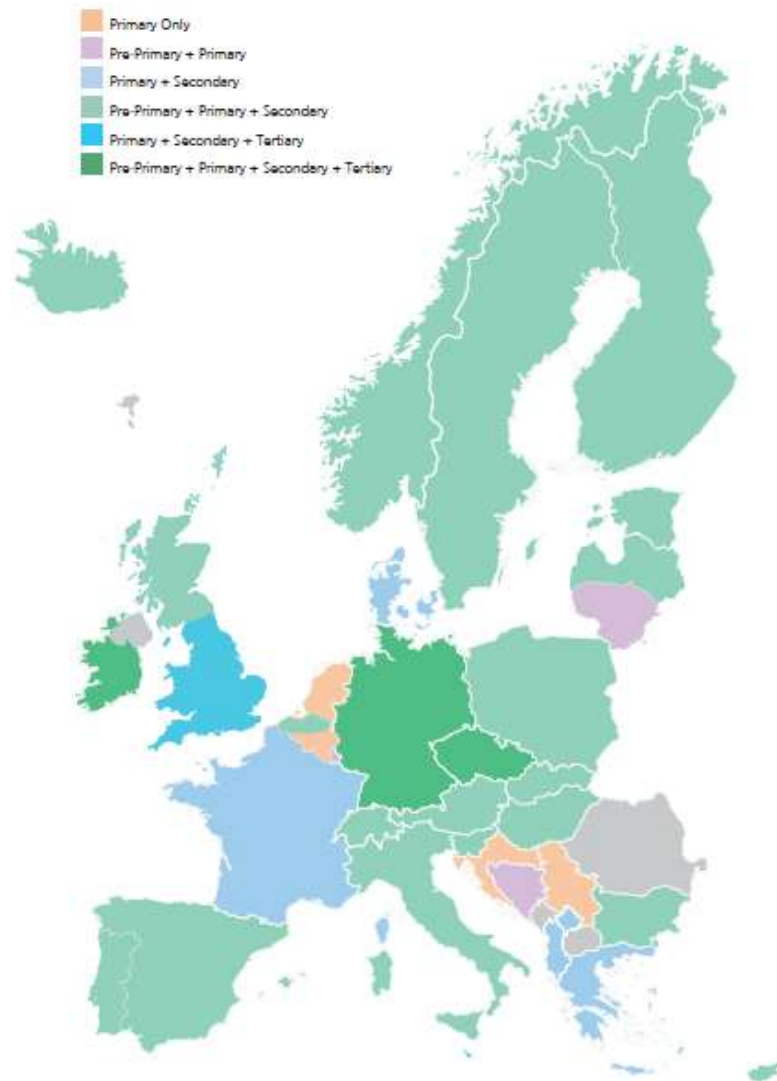 Primary Only
Pre-Primary + Primary
Primary + Secondary
Pre-Primary + Primary + Secondary
Primary + Secondary + Tertiary
Pre-Primary + Primary + Secondary + Tertiary